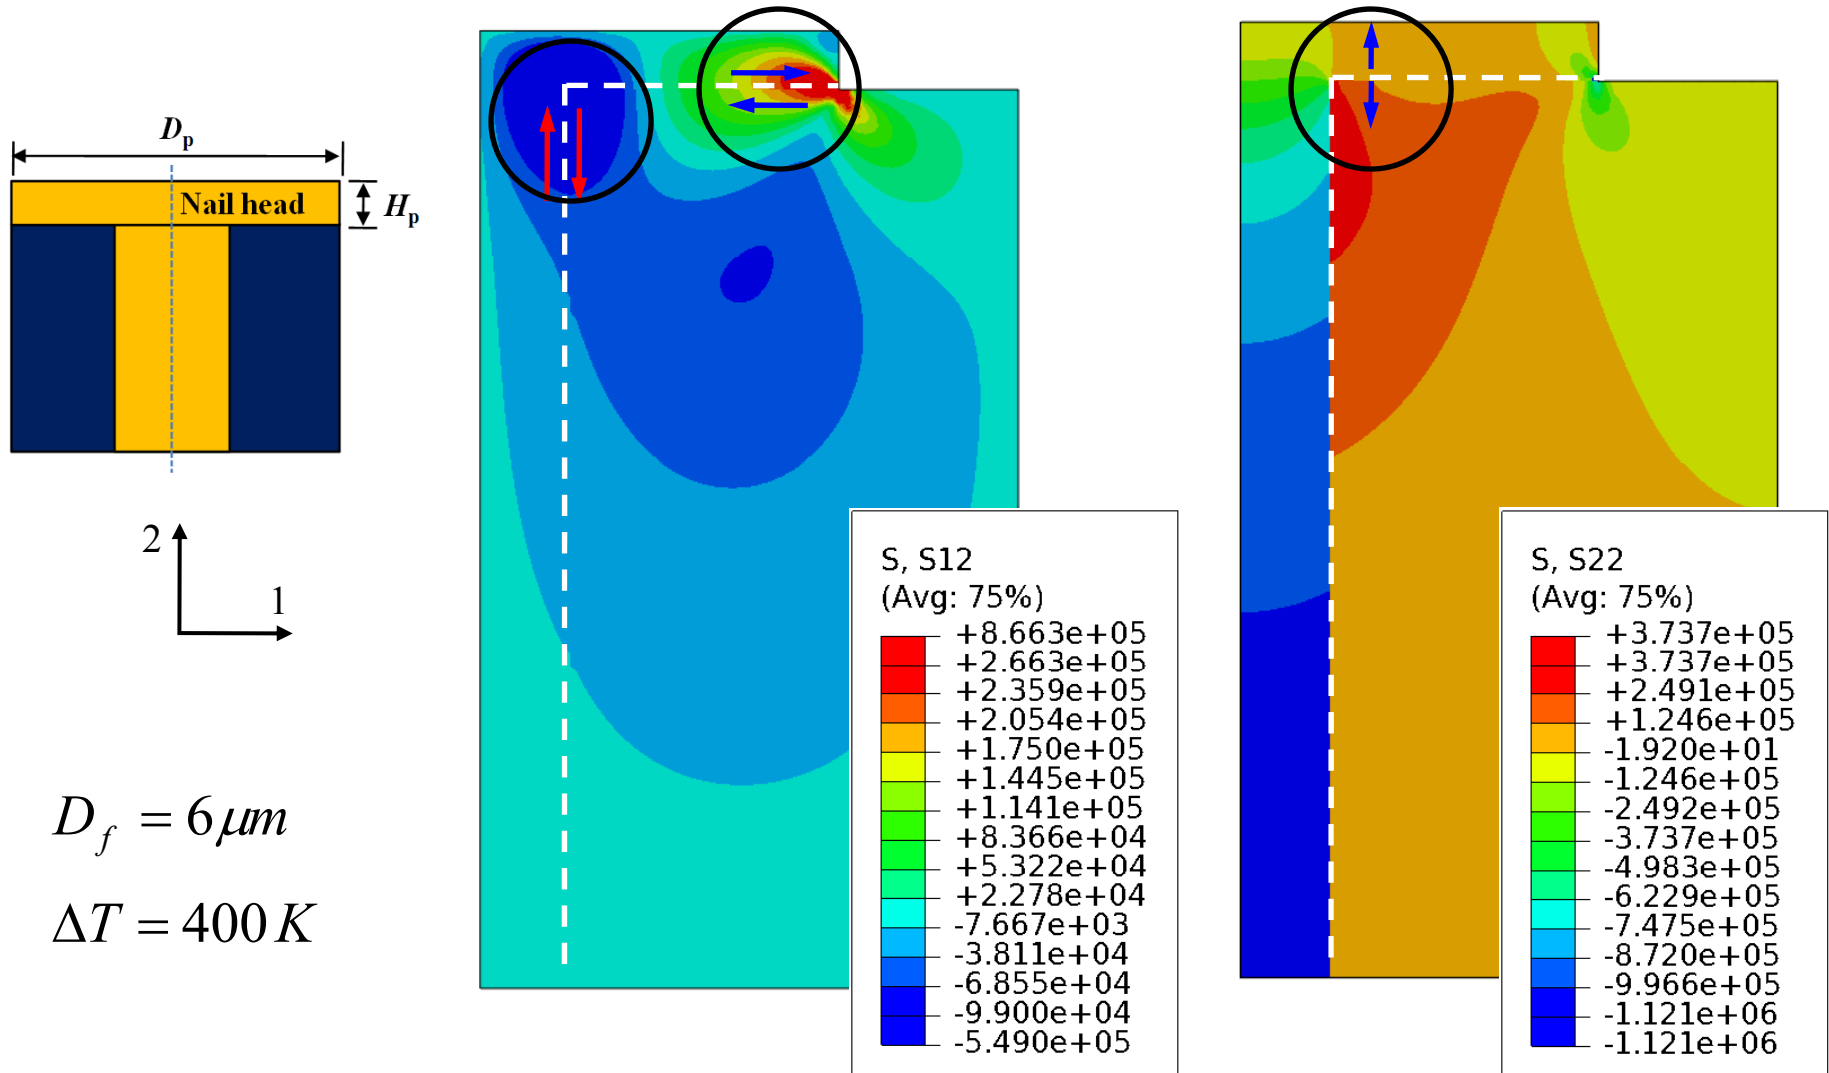 Dp
Nail head
Hp
2
1
Df = 6 μm
ΔT = 400 K
S, S12
(Avg: 75%)
+8.663e+05
+2.663e+05
+2.359e+05
+2.054e+05
+1.750e+05
+1.445e+05
+1.141e+05
+8.366e+04
+5.322e+04
+2.278e+04
-7.667e+03
-3.811e+04
-6.855e+04
-9.900e+04
-5.490e+05
S, S22
(Avg: 75%)
+3.737e+05
+3.737e+05
+2.491e+05
+1.246e+05
-1.920e+01
-1.246e+05
-2.492e+05
-3.737e+05
-4.983e+05
-6.229e+05
-7.475e+05
-8.720e+05
-9.966e+05
-1.121e+06
-1.121e+06